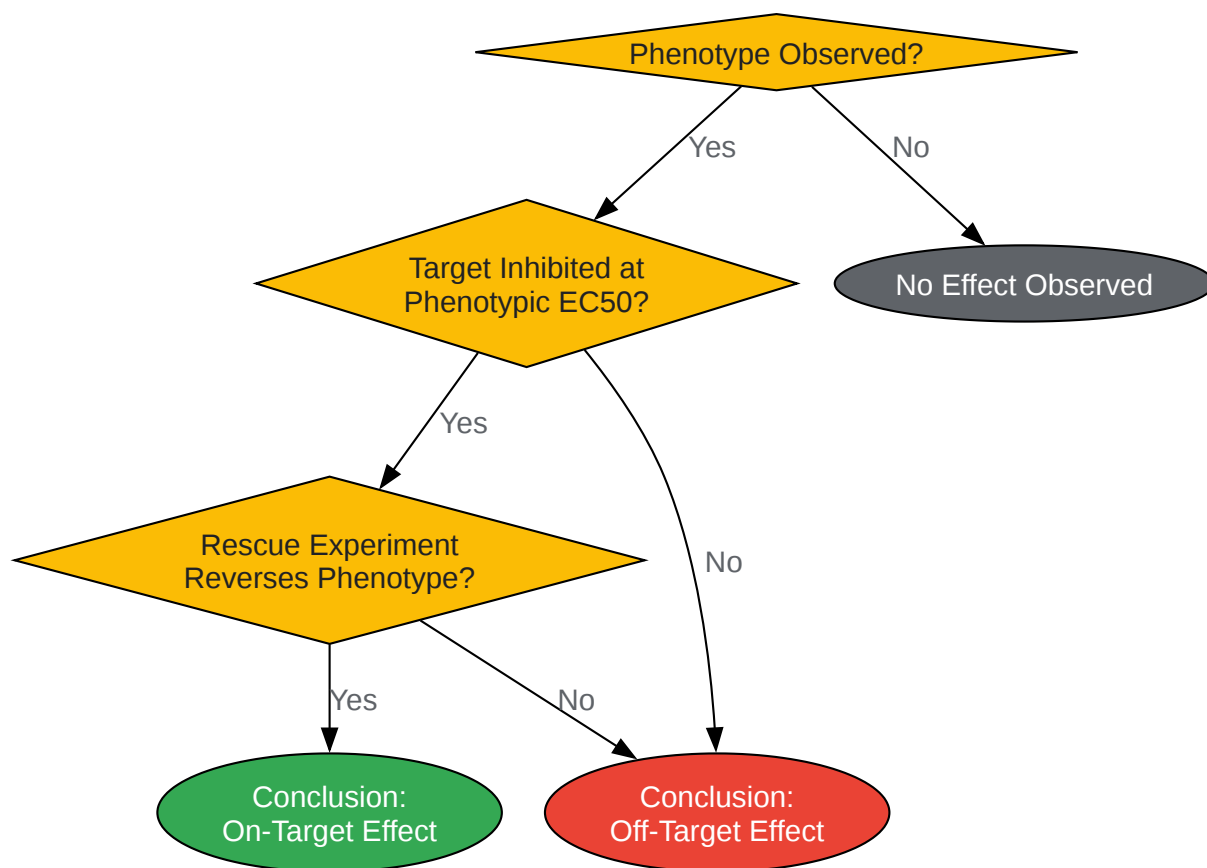 Phenotype Observed?
Yes
No
Target Inhibited at
Phenotypic EC50?
No Effect Observed
Yes
No
Rescue Experiment
Reverses Phenotype?
Yes
No
Conclusion:
On-Target Effect
Conclusion:
Off-Target Effect